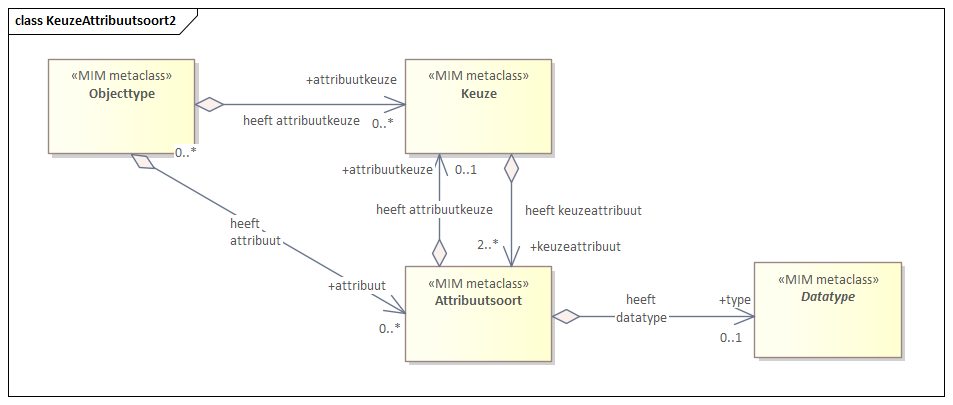 class KeuzeAttribuutsoort2
«MIM metaclass»
Objecttype
+attribuutkeuze
heeft attribuutkeuze
0..*
«MIM metaclass»
Keuze
0..*
+attribuutkeuze
0..1
heeft attribuutkeuze
heeft keuzeattribuut
2..*
+keuzeattribuut
heeft
attribuut
+attribuut
0..*
«MIM metaclass»
Attribuutsoort
heeft
datatype
+type
0..1
«MIM metaclass»
Datatype